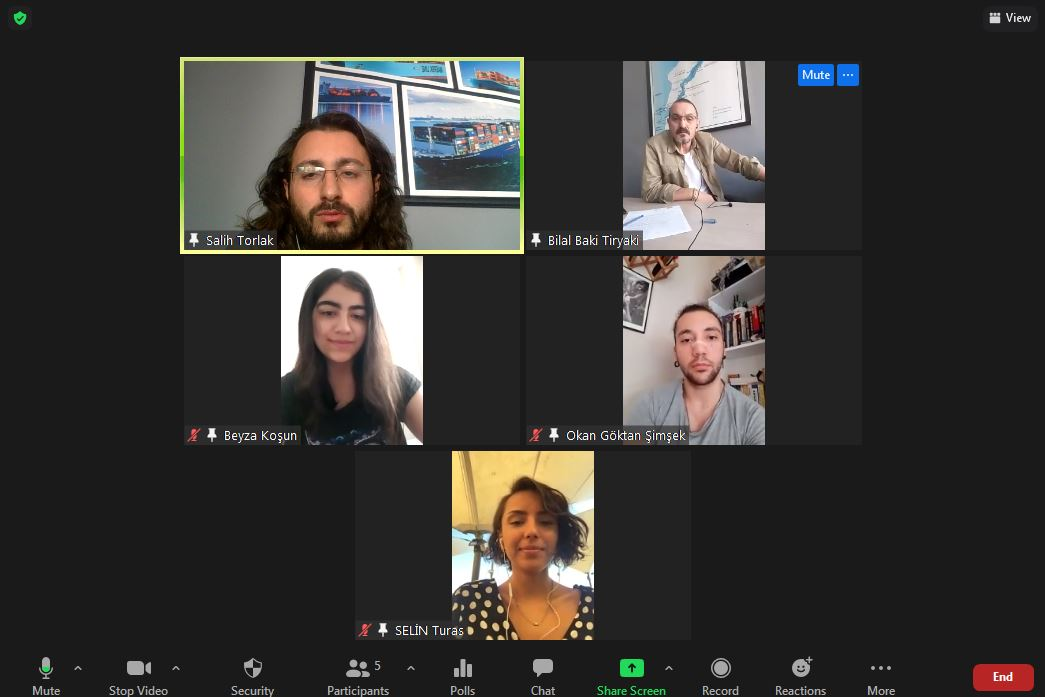 View
Mute ...
Salih Torlak
Bilal Baki Tiryaki
Beyza Koşun
Okan Göktan Şimşek
SELİN Turas
5
Mute
Stop Video
Security
Participants
Polls
Chat
Share Screen
Record
Reactions
More
End